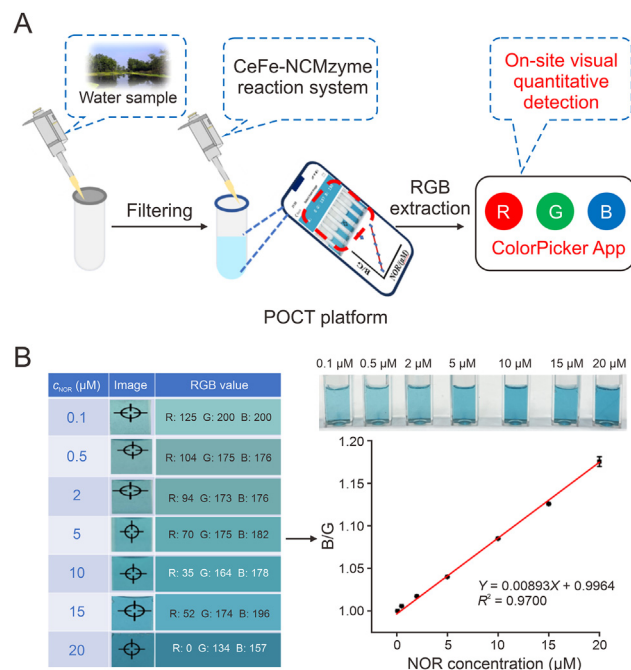 A
Water sample
CeFe-NCMzyme
reaction system
On-site visual
quantitative
detection
Filtering
RGB
extraction
B/G
NOR(μM)
R G B
ColorPicker App
POCT platform
B
c_NOR (μM) Image RGB value
0.1 R: 125 G: 200 B: 200
0.5 R: 104 G: 175 B: 176
2 R: 94 G: 173 B: 176
5 R: 70 G: 175 B: 182
10 R: 35 G: 164 B: 178
15 R: 52 G: 174 B: 196
20 R: 0 G: 134 B: 157
0.1 μM 0.5 μM 2 μM 5 μM 10 μM 15 μM 20 μM
1.20
1.15
1.10
1.05
1.00
B/G
Y = 0.00893X + 0.9964
R² = 0.9700
0 5 10 15 20
NOR concentration (μM)